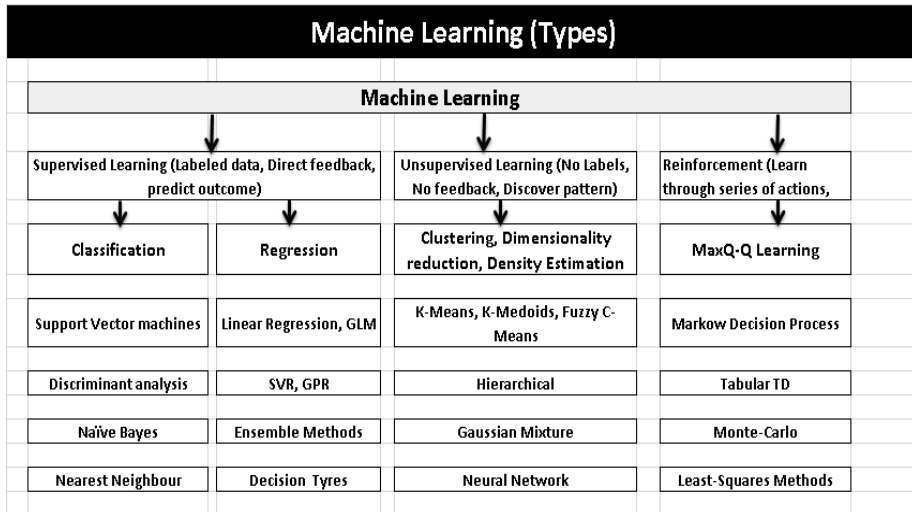 Machine Learning (Types)
Machine Learning
Supervised Learning (Labeled data, Direct feedback,
predict outcome)
Unsupervised Learning (No Labels,
No feedback, Discover pattern)
Reinforcement (Learn
through series of actions,
Classification
Regression
Clustering, Dimensionality
reduction, Density Estimation
MaxQ-Q Learning
Support Vector machines
Linear Regression, GLM
K-Means, K-Medoids, Fuzzy C-
Means
Markow Decision Process
Discriminant analysis
SVR, GPR
Hierarchical
Tabular TD
Naïve Bayes
Ensemble Methods
Gaussian Mixture
Monte-Carlo
Nearest Neighbour
Decision Tyres
Neural Network
Least-Squares Methods